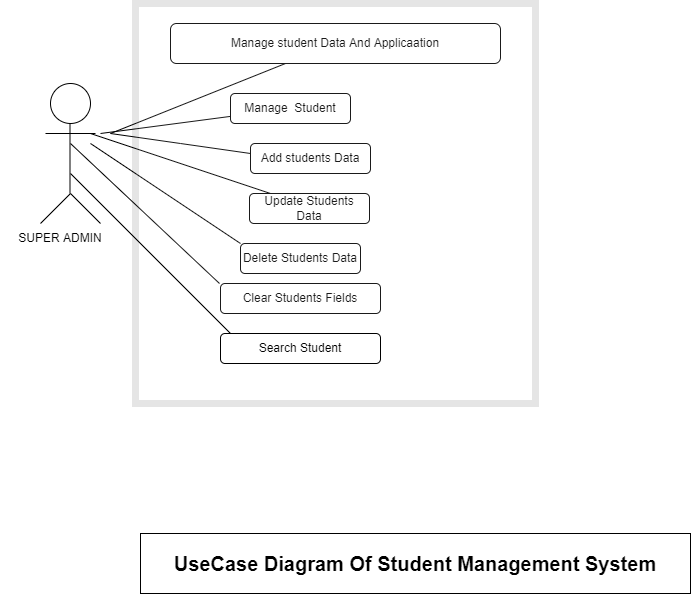 Manage student Data And Applicaation
Manage Student
Add students Data
Update Students
Data
SUPER ADMIN
Delete Students Data
Clear Students Fields
Search Student
UseCase Diagram Of Student Management System